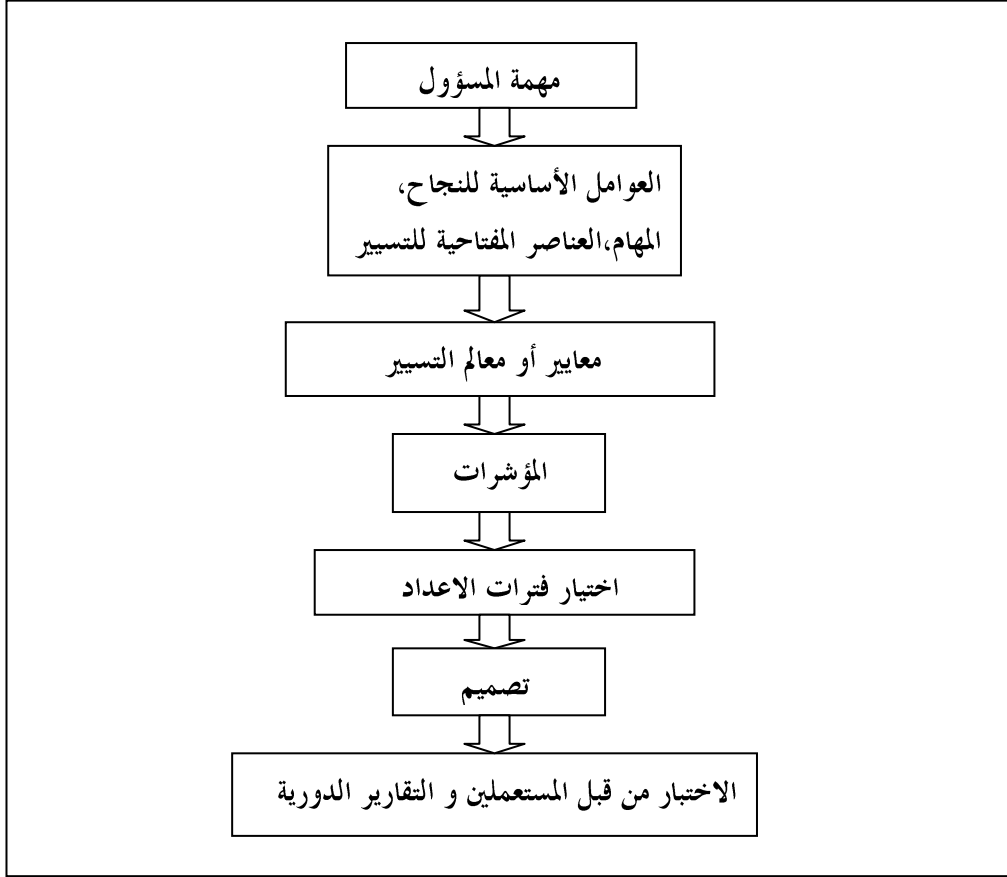 مهمة المسؤول
العوامل الأساسية للنجاح،
المهام،العناصر المفتاحية للتسيير
معايير أو معالم التسيير
المؤشرات
اختيار فترات الاعداد
تصميم
الاختبار من قبل المستعملين و التقارير الدورية